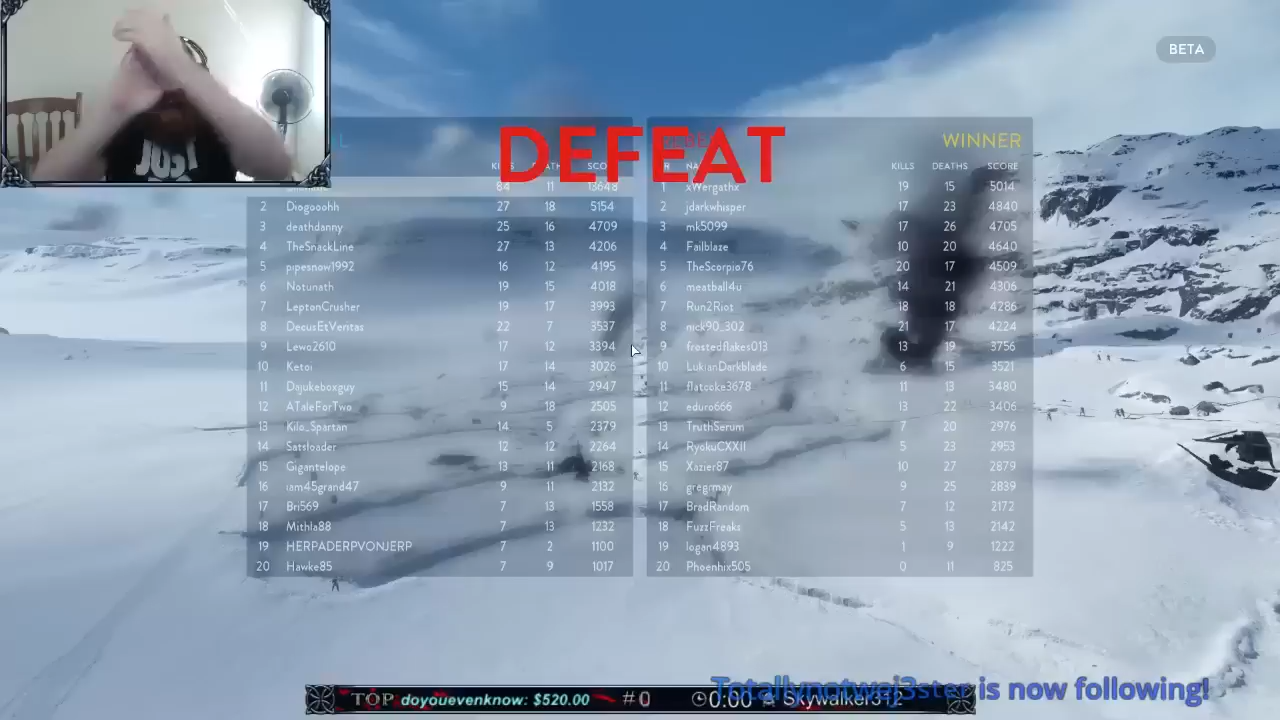 BETA
JUST
DEFEAT
WINNER
KILLS DEATHS SCORE
84 11 13648
2 Diogooohh 27 18 5154
3 deathdanny 25 16 4709
4 TheSnackLine 27 13 4206
5 pipesnow1992 16 12 4195
6 Notunath 19 15 4018
7 LeptonCrusher 19 17 3993
8 DecusEtVeritas 22 7 3537
9 Lewo2610 17 12 3394
10 Ketoi 17 14 3026
11 Dajukeboxguy 15 14 2947
12 ATaleForTwo 9 18 2505
13 Kilo_Spartan 14 5 2379
14 Satsloader 12 12 2264
15 Gigantelope 13 11 2168
16 iam45grand47 9 11 2132
17 Bri569 7 13 1558
18 Mithla88 7 13 1232
19 HERPADERPVONJERP 7 2 1100
20 Hawke85 7 9 1017
KILLS DEATHS SCORE
1 xWergathx 19 15 5014
2 jdarkwhisper 17 23 4840
3 mk5099 17 26 4705
4 Failblaze 10 20 4640
5 TheScorpio76 20 17 4509
6 meatball4u 14 21 4306
7 Run2Riot 18 18 4286
8 nick90_302 21 17 4224
9 frostedflakes013 13 19 3756
10 LukianDarkblade 6 15 3521
11 flatcoke3678 11 13 3480
12 eduro666 13 22 3406
13 TruthSerum 7 20 2976
14 RyokuCXXII 5 23 2953
15 Xazier87 10 27 2879
16 gregrmay 9 25 2839
17 BradRandom 7 12 2172
18 FuzzFreaks 5 13 2142
19 logan4893 1 9 1222
20 Phoenhix505 0 11 825
Totallynotwej3ster is now following!
TOP doyouevenknow: $520.00 #0 0:00 Skywalker312